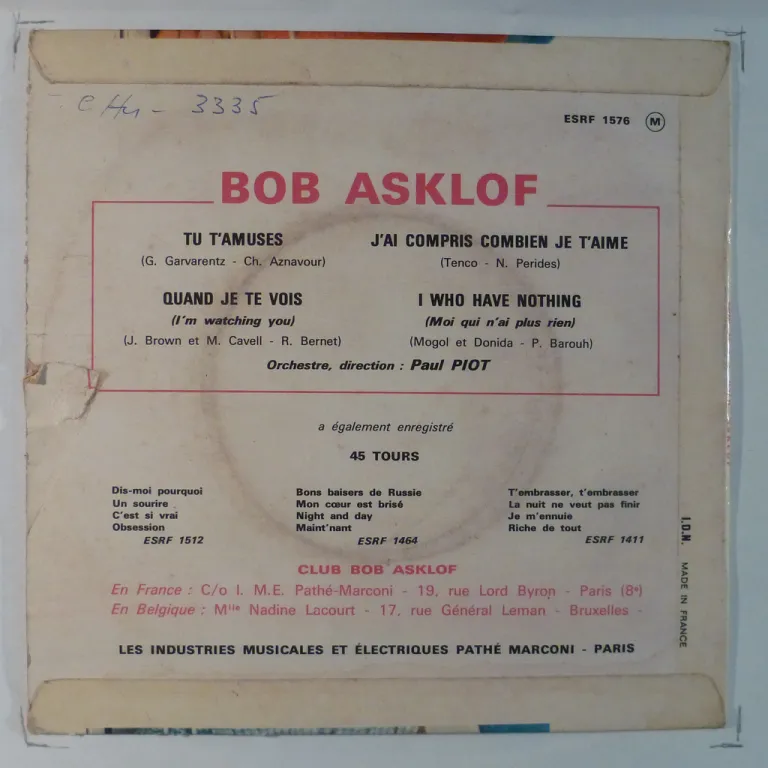 3335
ESRF 1576 M
BOB ASKLOF
TU T'AMUSES
(G. Garvarentz - Ch. Aznavour)
J'AI COMPRIS COMBIEN JE T'AIME
(Tenco - N. Perides)
QUAND JE TE VOIS
(I'm watching you)
(J. Brown et M. Cavell - R. Bernet)
I WHO HAVE NOTHING
(Moi qui n'ai plus rien)
(Mogol et Donida - P. Barouh)
Orchestre, direction : Paul PIOT
a également enregistré
45 TOURS
Dis-moi pourquoi
Un sourire
C'est si vrai
Obsession
ESRF 1512
Bons baisers de Russie
Mon cœur est brisé
Night and day
Maint'nant
ESRF 1464
T'embrasser, t'embrasser
La nuit ne veut pas finir
Je m'ennuie
Riche de tout
ESRF 1411
CLUB BOB ASKLOF
En France : C/o I. M.E. Pathé-Marconi - 19, rue Lord Byron - Paris (8e)
En Belgique : Mlle Nadine Lacourt - 17, rue Général Leman - Bruxelles -
LES INDUSTRIES MUSICALES ET ÉLECTRIQUES PATHÉ MARCONI - PARIS
I.D.N. MADE IN FRANCE